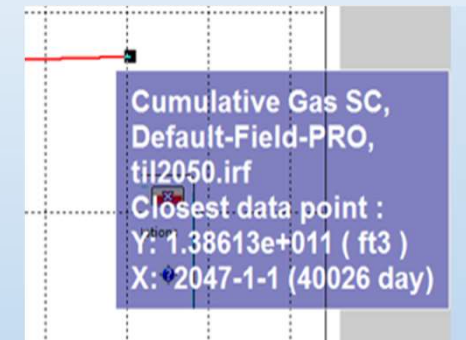 Cumulative Gas SC,
Default-Field-PRO,
til2050.irf
Closest data point :
Y: 1.38613e+011 ( ft3 )
X: �2047-1-1 (40026 day)